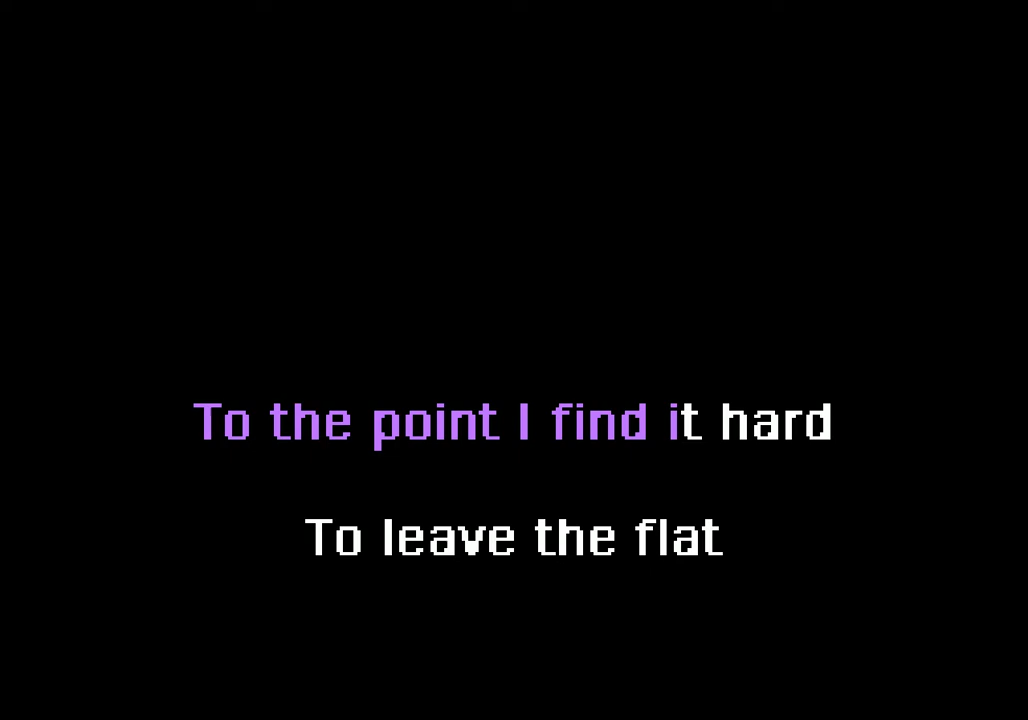 To the point I find it hard
To leave the flat